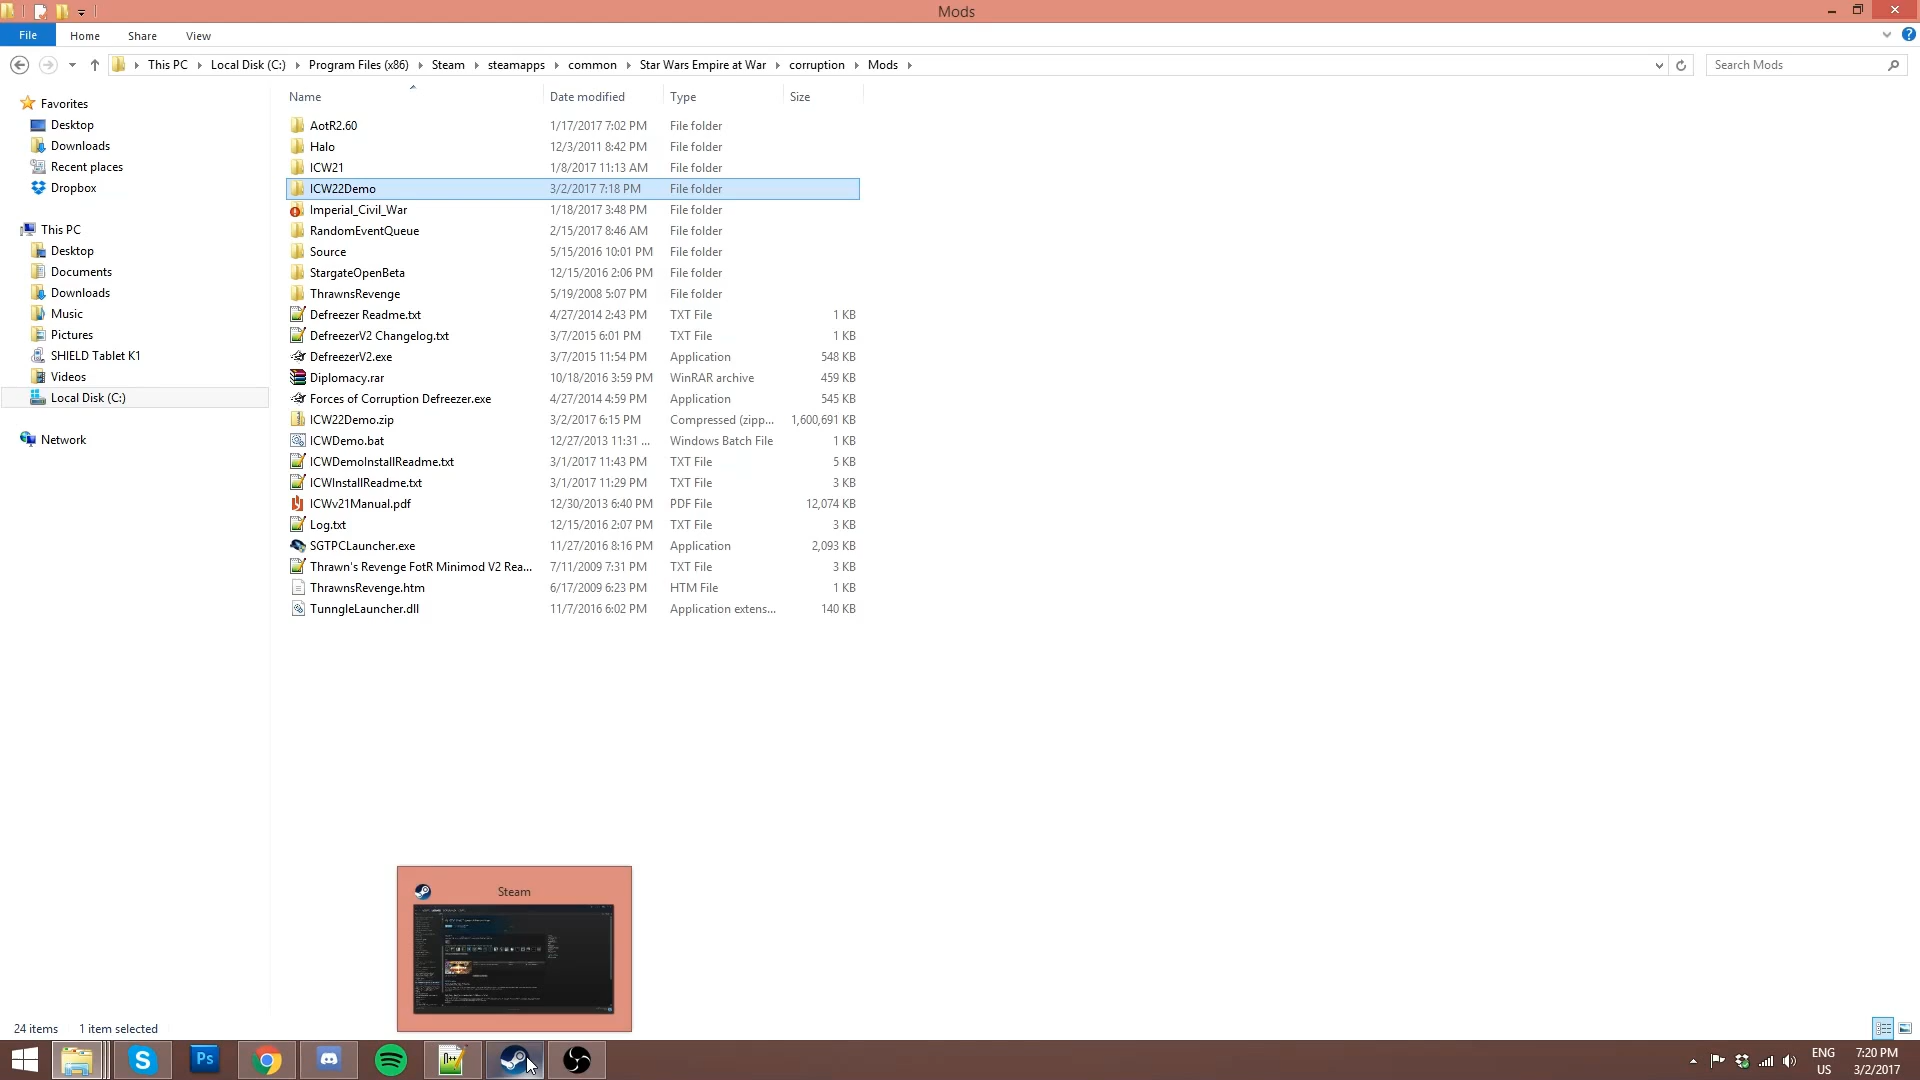 Mods
File Home Share View
This PC Local Disk (C:) Program Files (x86) Steam steamapps common Star Wars Empire at War corruption Mods Search Mods
Name Date modified Type Size
Favorites
Desktop
Downloads
Recent places
Dropbox
This PC
Desktop
Documents
Downloads
Music
Pictures
SHIELD Tablet K1
Videos
Local Disk (C:)
Network
AotR2.60 1/17/2017 7:02 PM File folder
Halo 12/3/2011 8:42 PM File folder
ICW21 1/8/2017 11:13 AM File folder
ICW22Demo 3/2/2017 7:18 PM File folder
Imperial_Civil_War 1/18/2017 3:48 PM File folder
RandomEventQueue 2/15/2017 8:46 AM File folder
Source 5/15/2016 10:01 PM File folder
StargateOpenBeta 12/15/2016 2:06 PM File folder
ThrawnsRevenge 5/19/2008 5:07 PM File folder
Defreezer Readme.txt 4/27/2014 2:43 PM TXT File 1 KB
DefreezerV2 Changelog.txt 3/7/2015 6:01 PM TXT File 1 KB
DefreezerV2.exe 3/7/2015 11:54 PM Application 548 KB
Diplomacy.rar 10/18/2016 3:59 PM WinRAR archive 459 KB
Forces of Corruption Defreezer.exe 4/27/2014 4:59 PM Application 545 KB
ICW22Demo.zip 3/2/2017 6:15 PM Compressed (zipp... 1,600,691 KB
ICWDemo.bat 12/27/2013 11:31 ... Windows Batch File 1 KB
ICWDemoInstallReadme.txt 3/1/2017 11:43 PM TXT File 5 KB
ICWInstallReadme.txt 3/1/2017 11:29 PM TXT File 3 KB
ICWv21Manual.pdf 12/30/2013 6:40 PM PDF File 12,074 KB
Log.txt 12/15/2016 2:07 PM TXT File 3 KB
SGTPCLauncher.exe 11/27/2016 8:16 PM Application 2,093 KB
Thrawn's Revenge FotR Minimod V2 Rea... 7/11/2009 7:31 PM TXT File 3 KB
ThrawnsRevenge.htm 6/17/2009 6:23 PM HTM File 1 KB
TunngleLauncher.dll 11/7/2016 6:02 PM Application extens... 140 KB
Steam
24 items 1 item selected
ENG 7:20 PM
US 3/2/2017